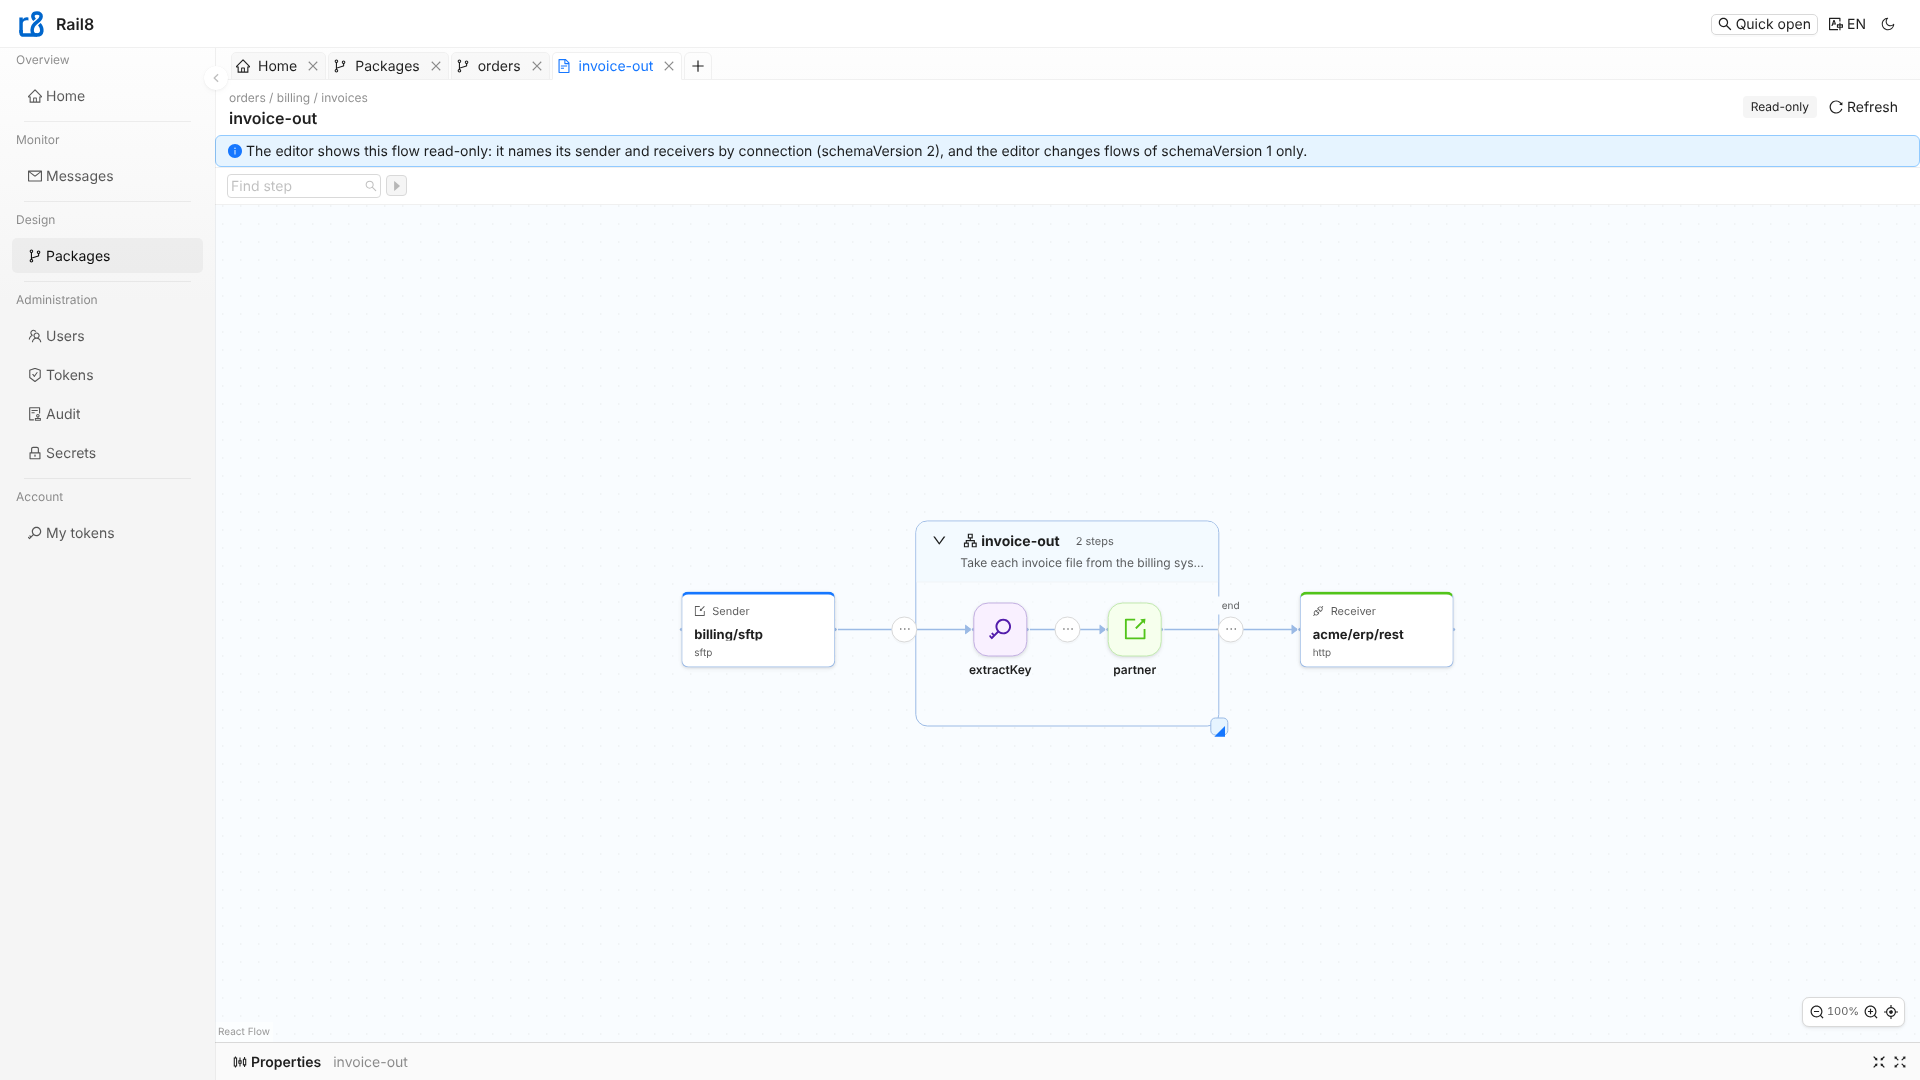 Rail8
Quick open
EN
Overview
Home
Monitor
Messages
Design
Packages
Administration
Users
Tokens
Audit
Secrets
Account
My tokens
Home
Packages
orders
invoice-out
orders / billing / invoices
invoice-out
Read-only
Refresh
The editor shows this flow read-only: it names its sender and receivers by connection (schemaVersion 2), and the editor changes flows of schemaVersion 1 only.
Find step
invoice-out 2 steps
Take each invoice file from the billing sys...
Sender
billing/sftp
sftp
extractKey
partner
end
Receiver
acme/erp/rest
http
100%
React Flow
Properties invoice-out